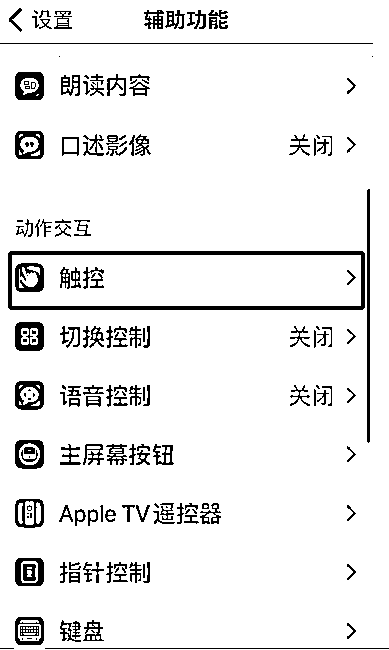 设置 辅助功能
朗读内容
口述影像 关闭
动作交互
触控
切换控制 关闭
语音控制 关闭
主屏幕按钮
Apple TV遥控器
指针控制
键盘